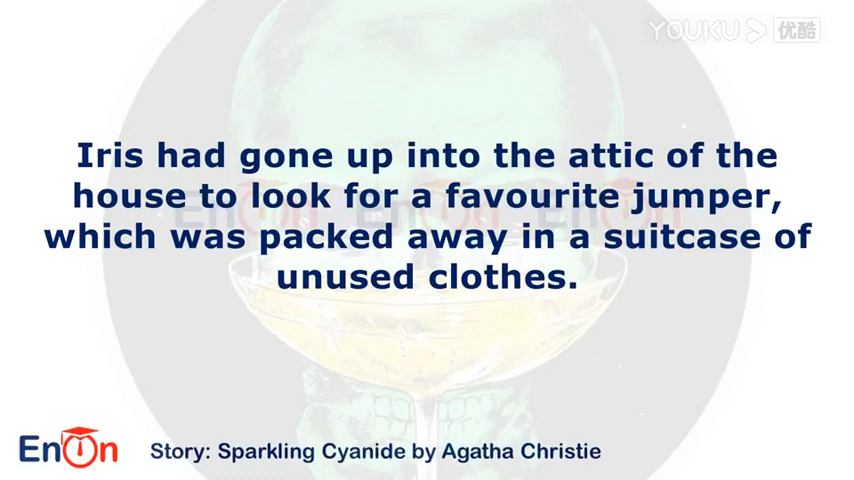 YOUKU 优酷
Iris had gone up into the attic of the
house to look for a favourite jumper,
which was packed away in a suitcase of
unused clothes.
EnOn
Story: Sparkling Cyanide by Agatha Christie